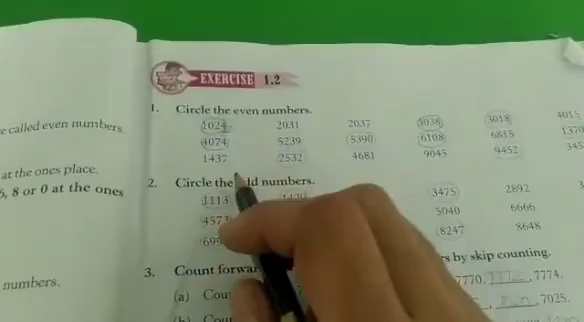 EXERCISE 1.2
1. Circle the even numbers.
1024 2031 2037 3038 3018 4015
4074 5239 5390 6108 6815 1370
1437 2532 4681 9045 9452 345
2. Circle the odd numbers.
1113 3475 2892
4573 5040 6666
699 8247 8648
3. Count forwar rs by skip counting.
(a) Cou 7770, , 7774.
, , 7025.
e called even numbers.
at the ones place.
6, 8 or 0 at the ones
numbers.